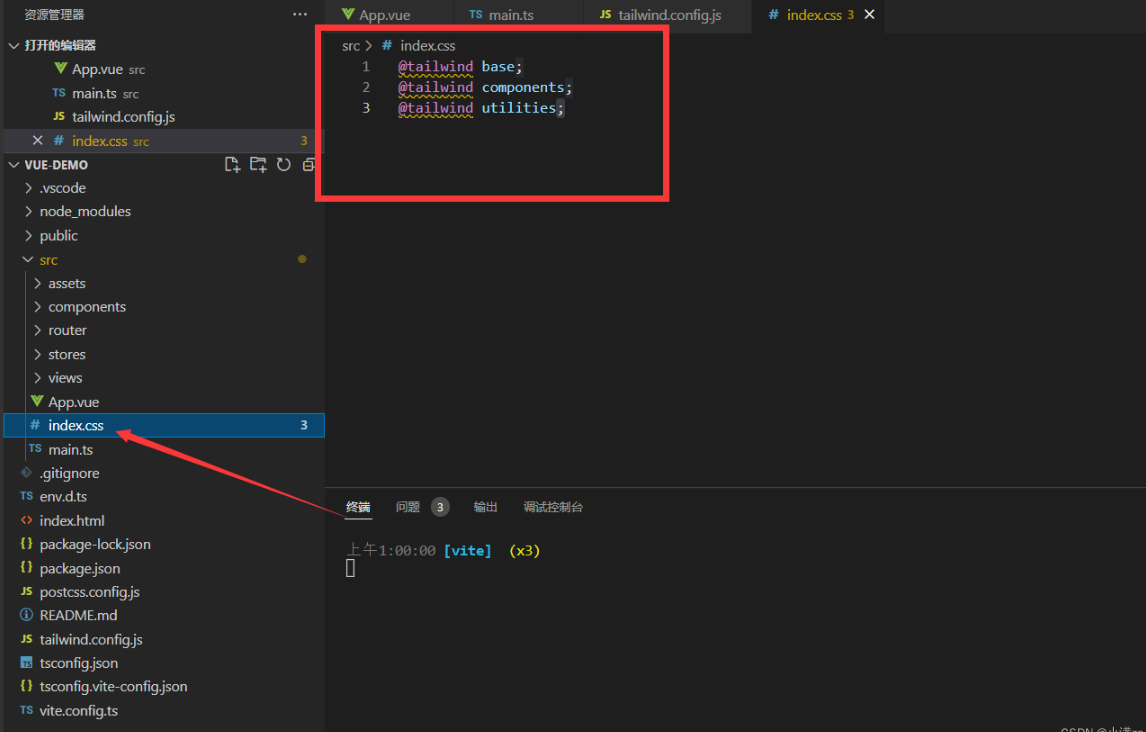 资源管理器
打开的编辑器
App.vue src
TS main.ts src
JS tailwind.config.js
# index.css src 3
VUE-DEMO
.vscode
node_modules
public
src
assets
components
router
stores
views
App.vue
# index.css 3
TS main.ts
.gitignore
TS env.d.ts
index.html
{} package-lock.json
{} package.json
JS postcss.config.js
README.md
JS tailwind.config.js
TS tsconfig.json
{} tsconfig.vite-config.json
TS vite.config.ts
App.vue TS main.ts JS tailwind.config.js # index.css 3
src > # index.css
1 @tailwind base;
2 @tailwind components;
3 @tailwind utilities;
终端 问题 3 输出 调试控制台
上午1:00:00 [vite] (x3)